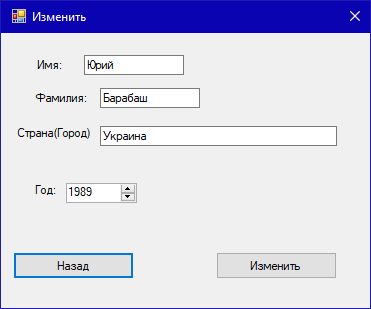 Изменить
Имя: Юрий
Фамилия: Барабаш
Страна(Город) Украина
Год: 1989
Назад Изменить